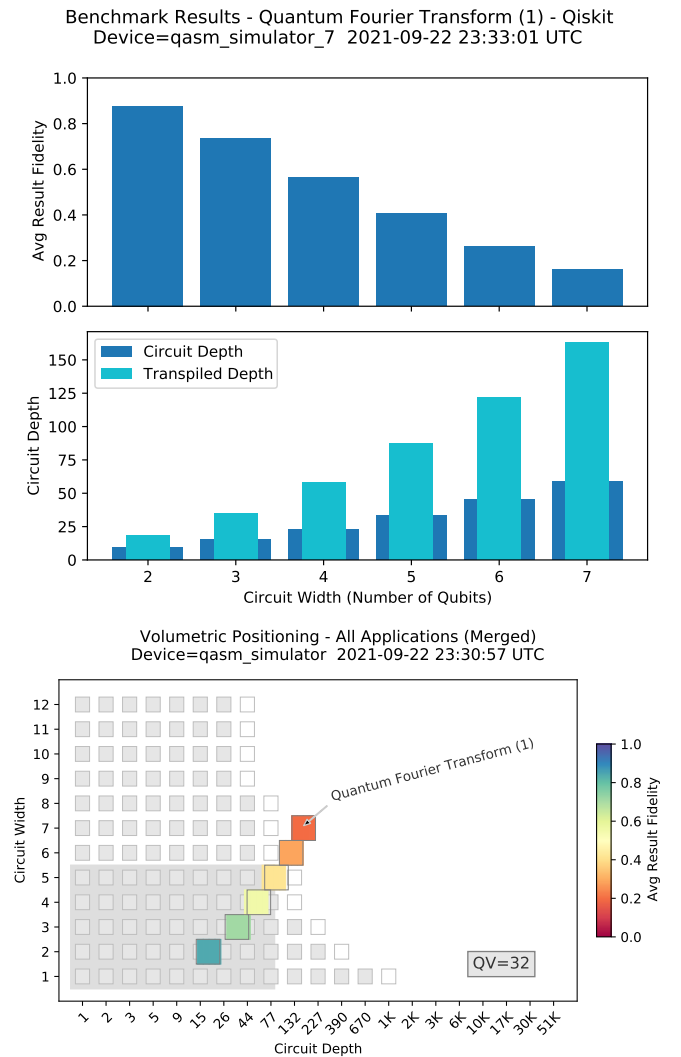 Benchmark Results - Quantum Fourier Transform (1) - Qiskit
Device=qasm_simulator_7  2021-09-22 23:33:01 UTC
1.0
0.8
0.6
0.4
0.2
0.0
Avg Result Fidelity
150
125
100
75
50
25
0
Circuit Depth
Circuit Depth
Transpiled Depth
2 3 4 5 6 7
Circuit Width (Number of Qubits)
Volumetric Positioning - All Applications (Merged)
Device=qasm_simulator  2021-09-22 23:30:57 UTC
12
11
10
9
8
7
6
5
4
3
2
1
Circuit Width
Quantum Fourier Transform (1)
QV=32
1 2 3 5 9 15 26 44 77 132 227 390 670 1K 2K 3K 6K 10K 17K 30K 51K
Circuit Depth
1.0
0.8
0.6
0.4
0.2
0.0
Avg Result Fidelity